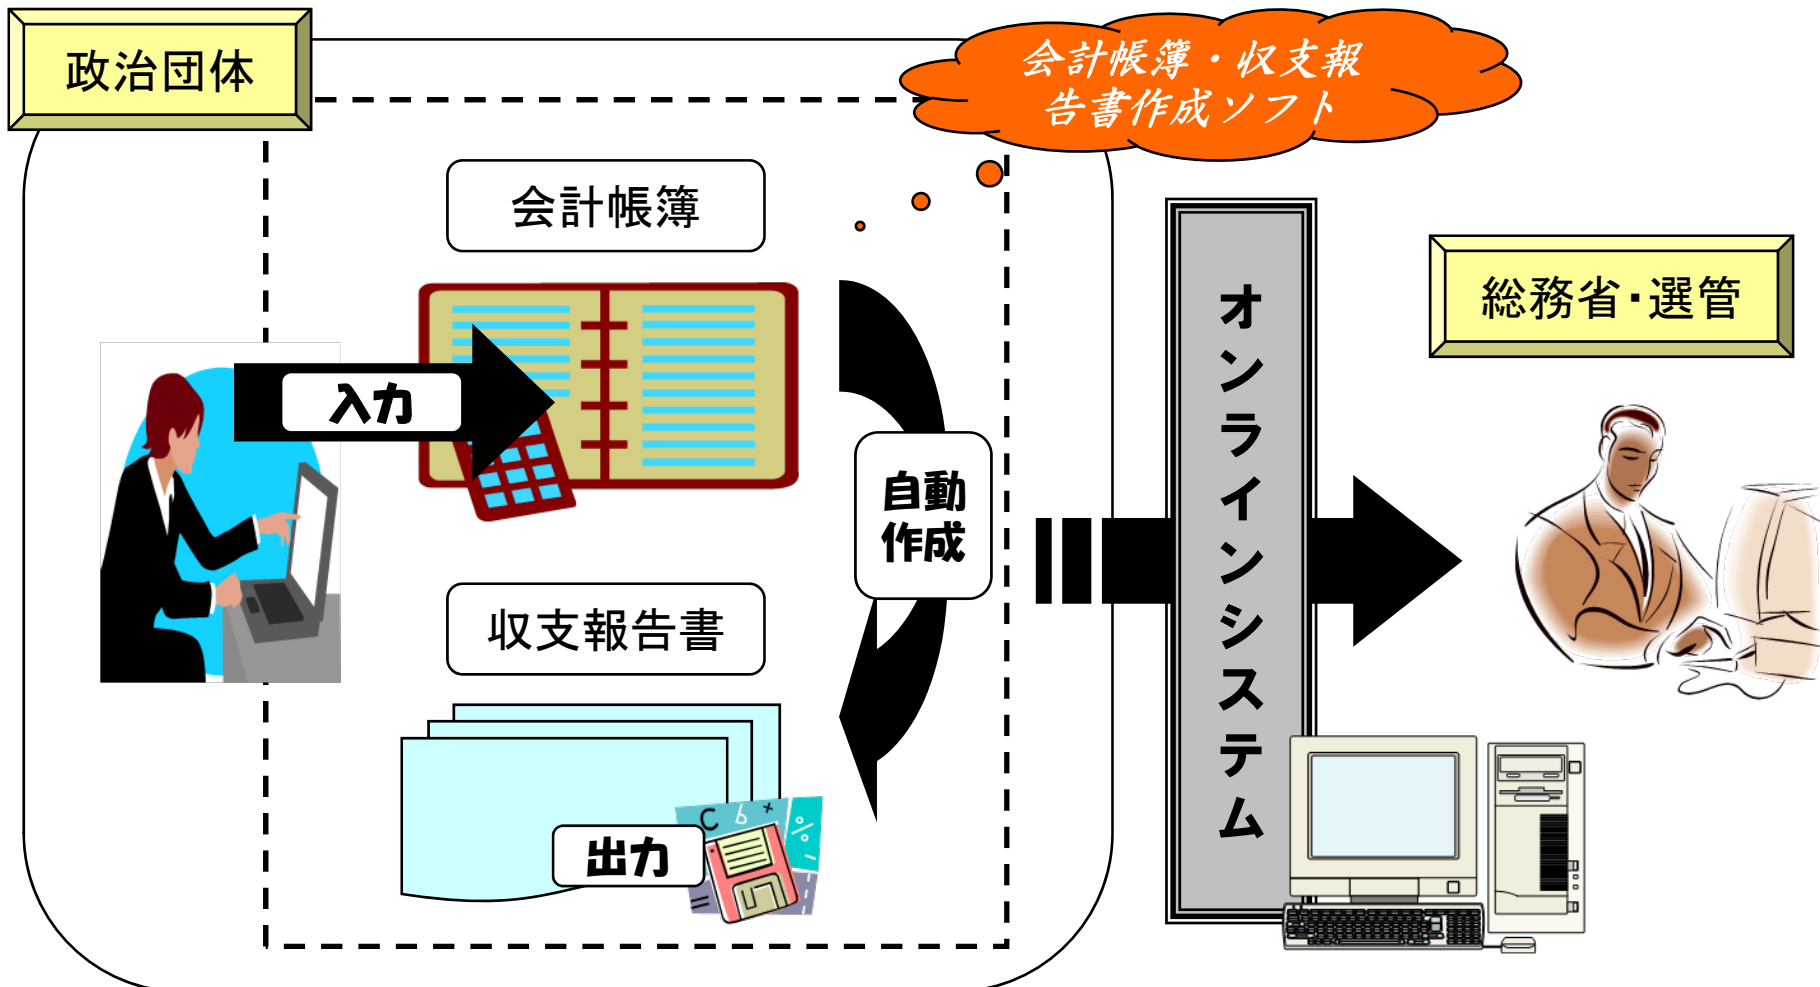 政治団体
会計帳簿・収支報
告書作成ソフト
会計帳簿
入力
自動
作成
収支報告書
出力
オンラインシステム
総務省・選管
C 6 + % - =